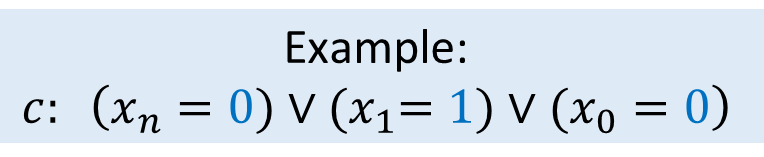 Example:
c: (xₙ = 0) ∨ (x₁= 1) ∨ (x₀ = 0)